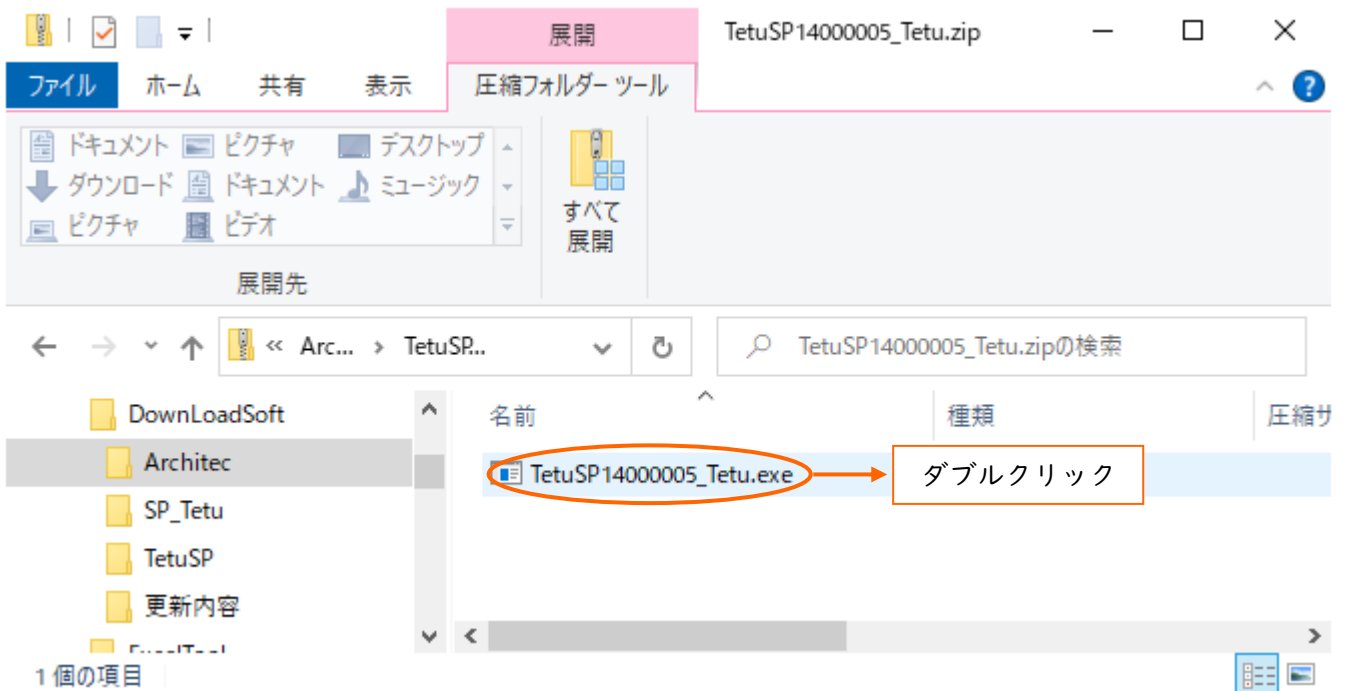 展開
TetuSP14000005_Tetu.zip
ファイル
ホーム
共有
表示
圧縮フォルダー ツール
ドキュメント
ピクチャ
デスクトップ
ダウンロード
ドキュメント
ミュージック
ピクチャ
ビデオ
すべて
展開
展開先
« Arc... › TetuSP...
TetuSP14000005_Tetu.zipの検索
DownLoadSoft
Architec
SP_Tetu
TetuSP
更新内容
名前
種類
圧縮サ
TetuSP14000005_Tetu.exe
ダブルクリック
1 個の項目